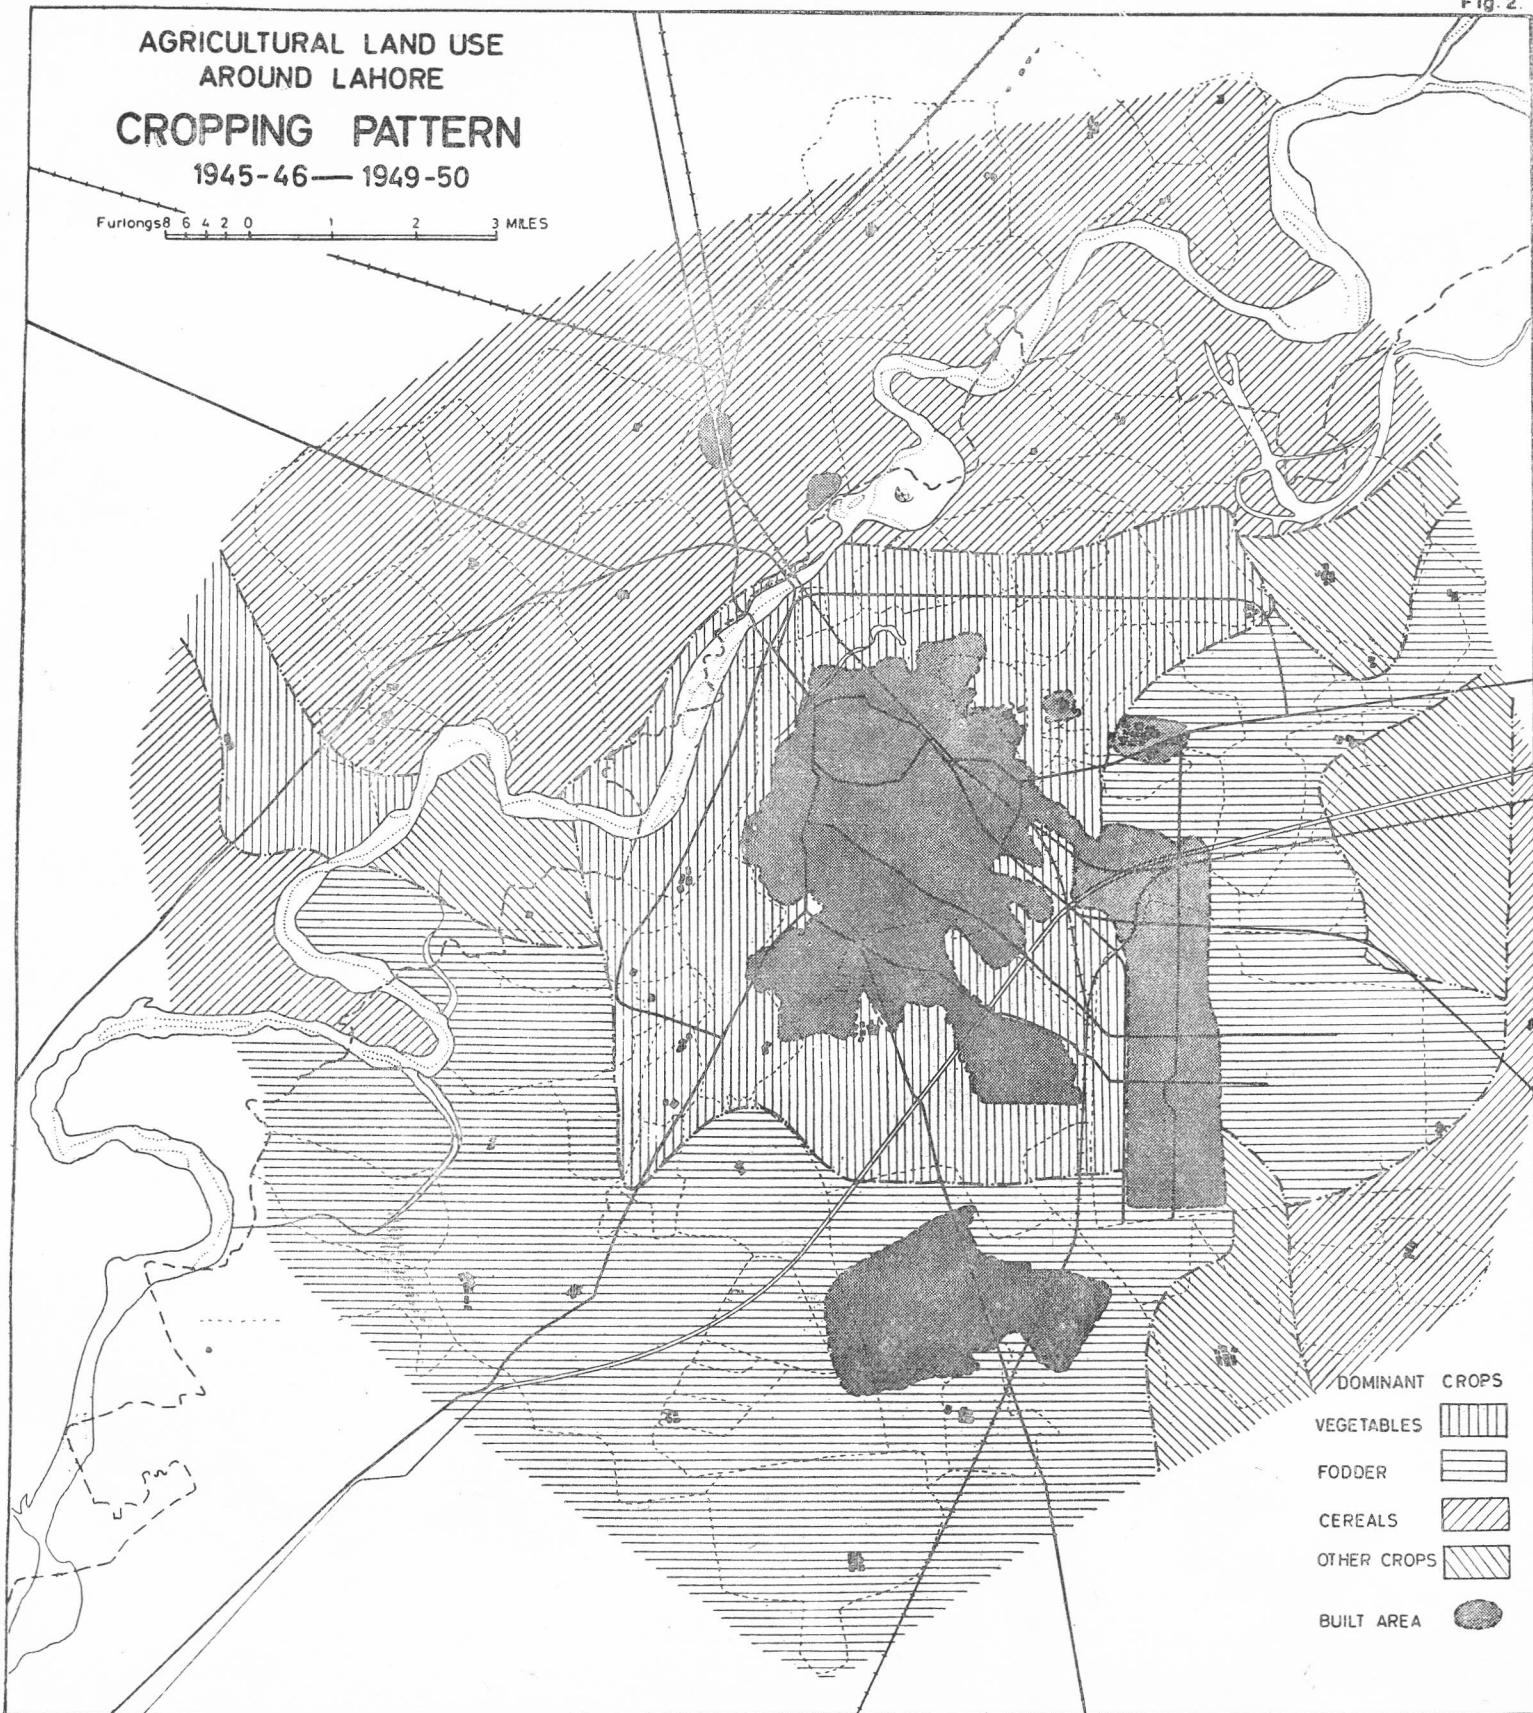 Fig. 2.
AGRICULTURAL LAND USE
AROUND LAHORE
CROPPING PATTERN
1945-46—1949-50
Furlongs 8 6 4 2 0 1 2 3 MILES
DOMINANT CROPS
VEGETABLES
FODDER
CEREALS
OTHER CROPS
BUILT AREA